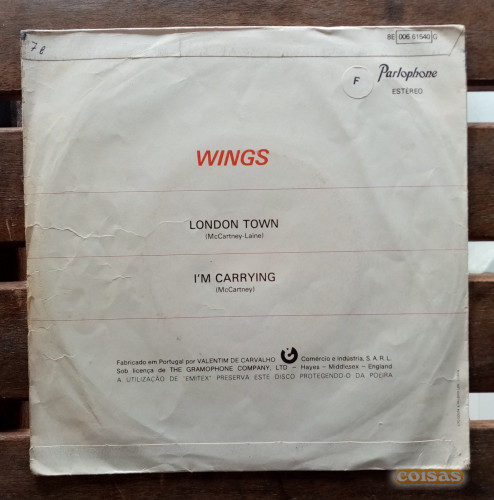 7 e
BE 006 61540 G
F
Parlophone
ESTÉREO
WINGS
LONDON TOWN
(McCartney-Laine)
I'M CARRYING
(McCartney)
Fabricado em Portugal por VALENTIM DE CARVALHO Comércio e Indústria, S. A. R. L.
Sob. licença de THE GRAMOPHONE COMPANY, LTD – Hayes – Middlesex – England
A UTILIZAÇÃO DE "EMITEX" PRESERVA ESTE DISCO PROTEGENDO-O DA POEIRA
coisas